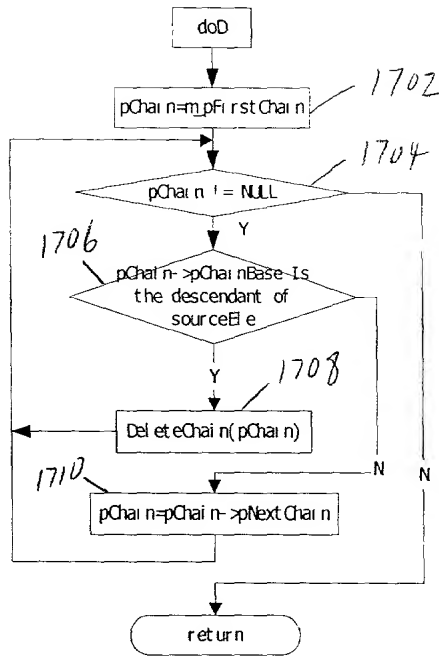 doD
1702
pChain=m_pFirstChain
1704
pChain != NULL
Y
1706
pChain->pChainBase Is
the descendant of
sourceEle
Y
1708
DeleteChain(pChain)
N
N
1710
pChain=pChain->pNextChain
return